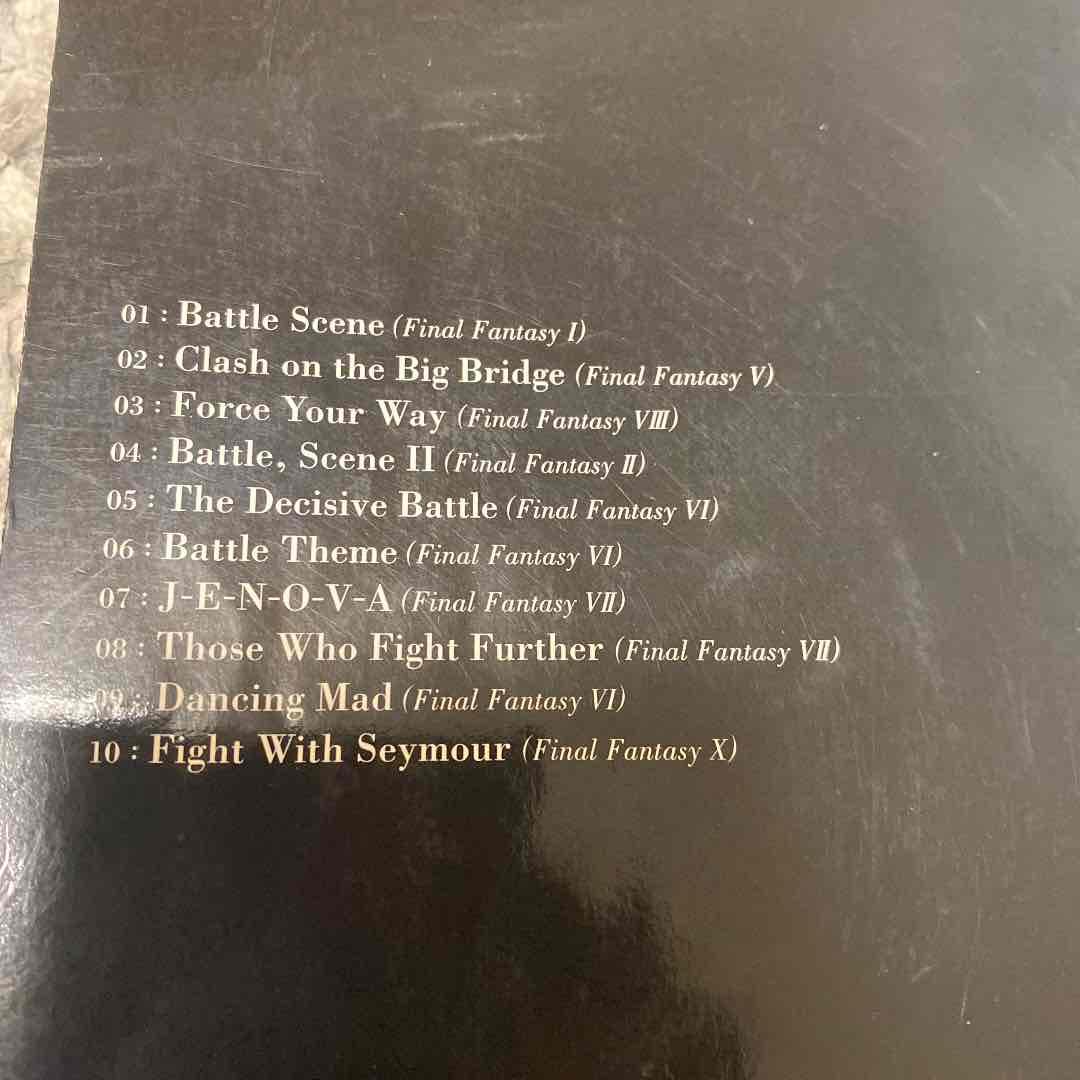 01 : Battle Scene (Final Fantasy I)
02 : Clash on the Big Bridge (Final Fantasy V)
03 : Force Your Way (Final Fantasy VIII)
04 : Battle, Scene II (Final Fantasy II)
05 : The Decisive Battle (Final Fantasy VI)
06 : Battle Theme (Final Fantasy VI)
07 : J-E-N-O-V-A (Final Fantasy VII)
08 : Those Who Fight Further (Final Fantasy VII)
09 : Dancing Mad (Final Fantasy VI)
10 : Fight With Seymour (Final Fantasy X)